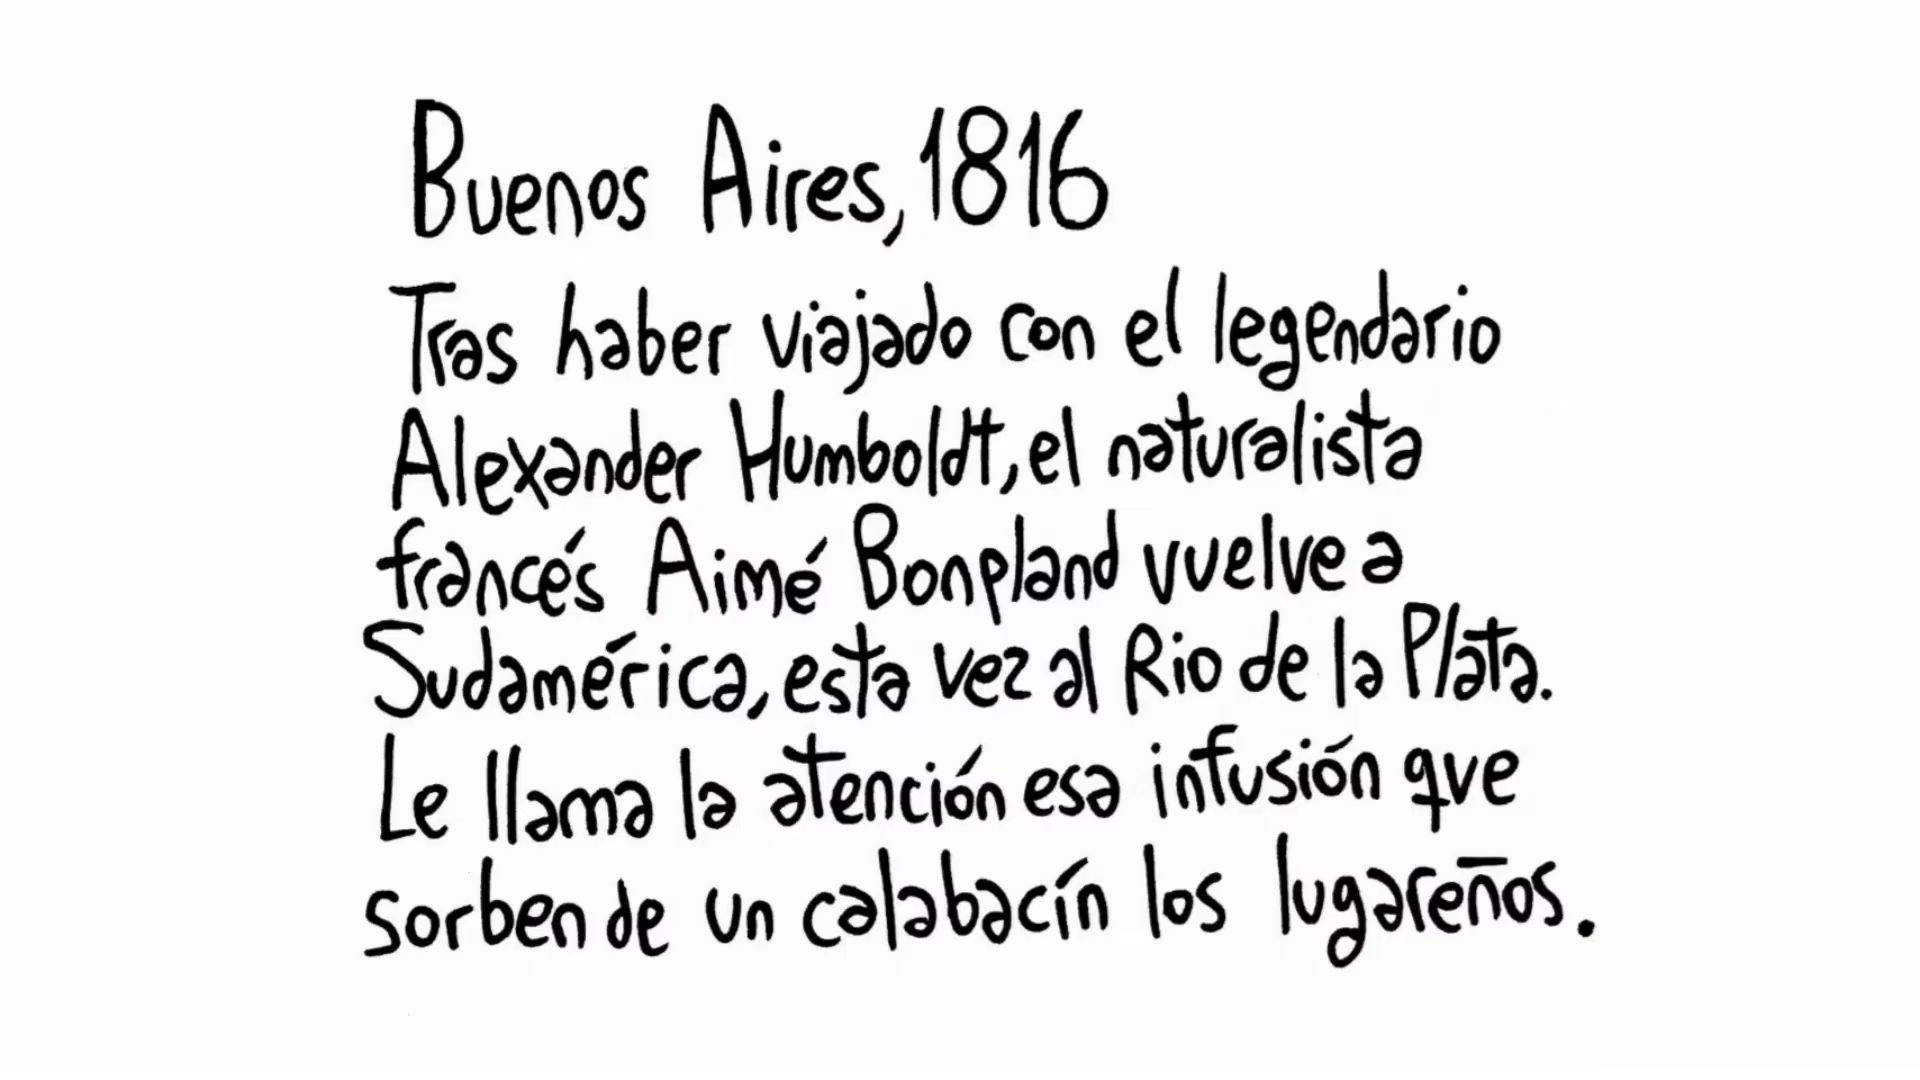 Buenos Aires, 1816
Tras haber viajado con el legendario
Alexander Humboldt, el naturalista
francés Aimé Bonpland vuelve a
Sudamérica, esta vez al Rio de la Plata.
Le llama la atención esa infusión que
sorben de un calabacín los lugareños.